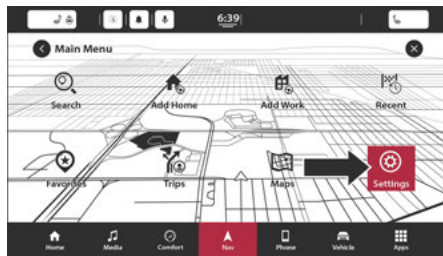 6:39
Main Menu
Search
Add Home
Add Work
Recent
Favorites
Trips
Maps
Settings
Home
Media
Comfort
Nav
Phone
Vehicle
Apps